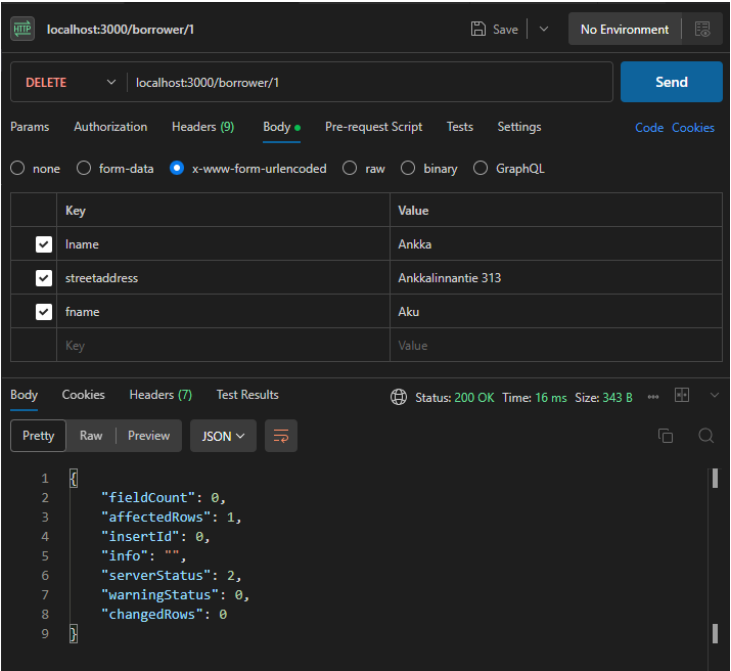 HTTP localhost:3000/borrower/1 Save No Environment
DELETE localhost:3000/borrower/1 Send
Params Authorization Headers (9) Body Pre-request Script Tests Settings Code Cookies
none form-data x-www-form-urlencoded raw binary GraphQL
Key Value
lname Ankka
streetaddress Ankkalinnantie 313
fname Aku
Key Value
Body Cookies Headers (7) Test Results Status: 200 OK Time: 16 ms Size: 343 B
Pretty Raw Preview JSON
1 {
2 "fieldCount": 0,
3 "affectedRows": 1,
4 "insertId": 0,
5 "info": "",
6 "serverStatus": 2,
7 "warningStatus": 0,
8 "changedRows": 0
9 }